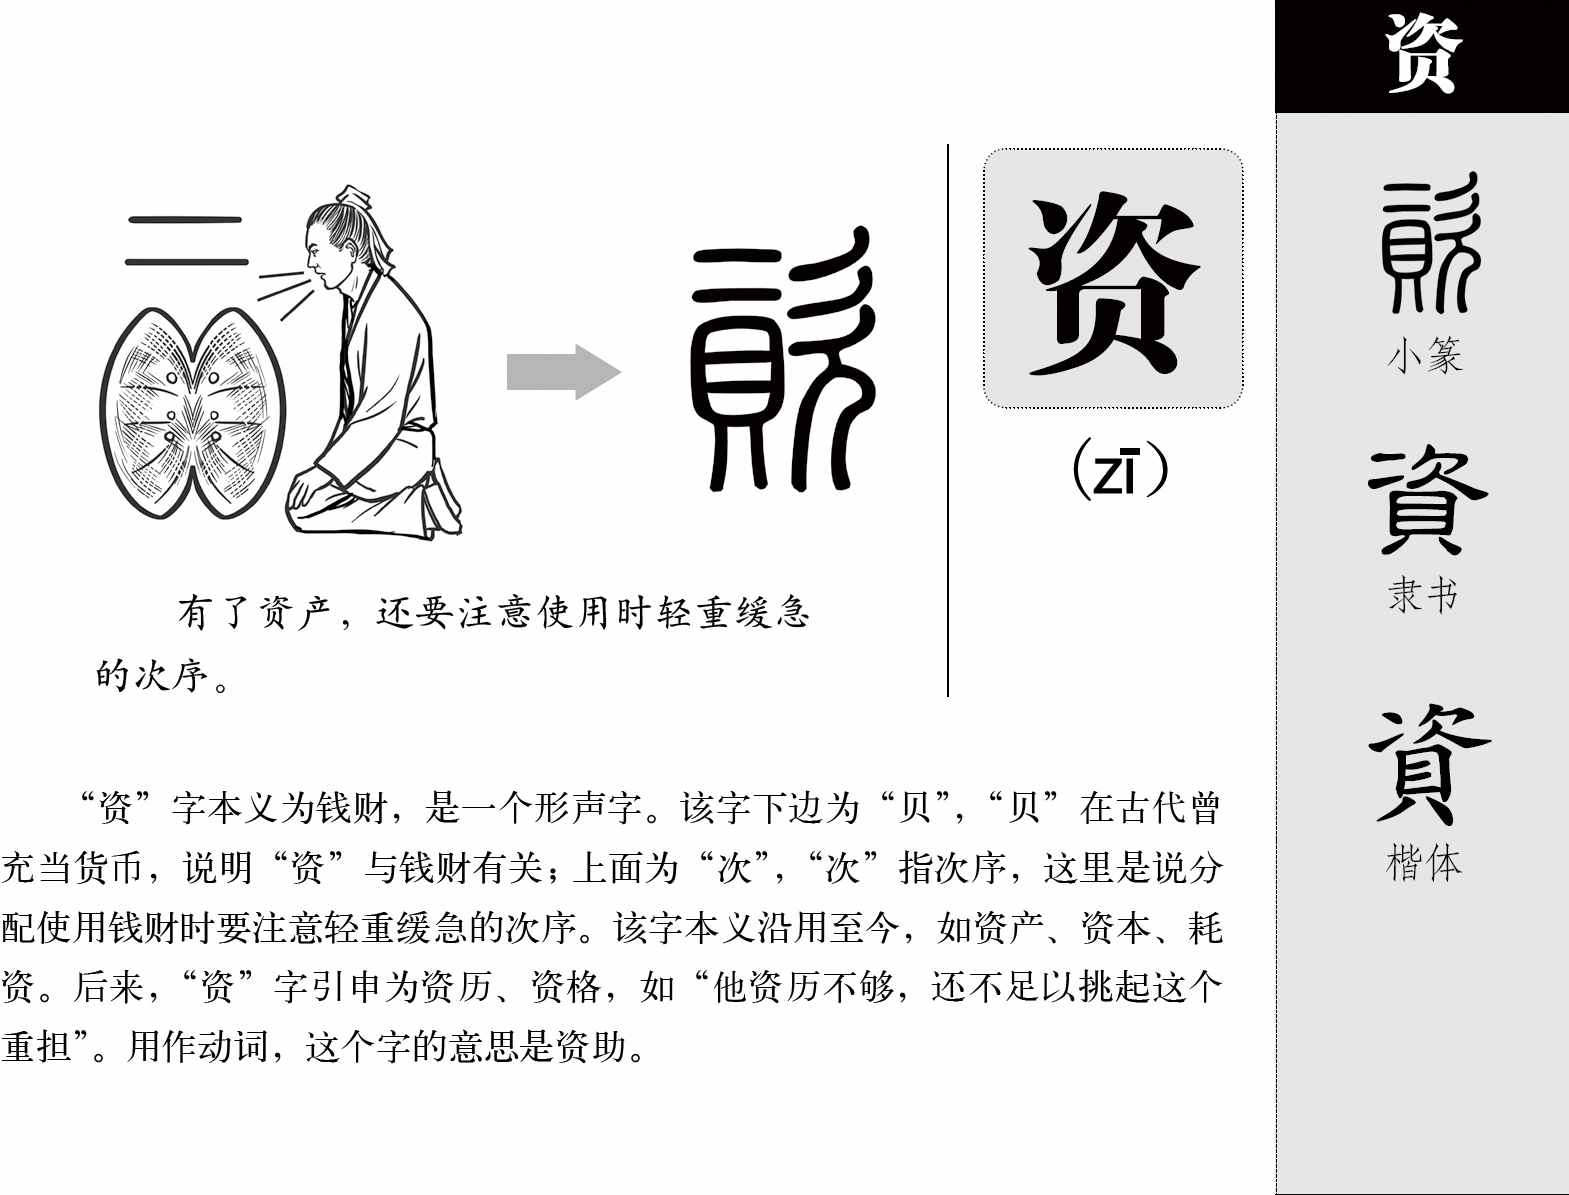 资
資
资
(zī)
有了资产，还要注意使用时轻重缓急
的次序。
“资”字本义为钱财，是一个形声字。该字下边为“贝”，“贝”在古代曾
充当货币，说明“资”与钱财有关；上面为“次”，“次”指次序，这里是说分
配使用钱财时要注意轻重缓急的次序。该字本义沿用至今，如资产、资本、耗
资。后来，“资”字引申为资历、资格，如“他资历不够，还不足以挑起这个
重担”。用作动词，这个字的意思是资助。
資
小篆
資
隶书
資
楷体